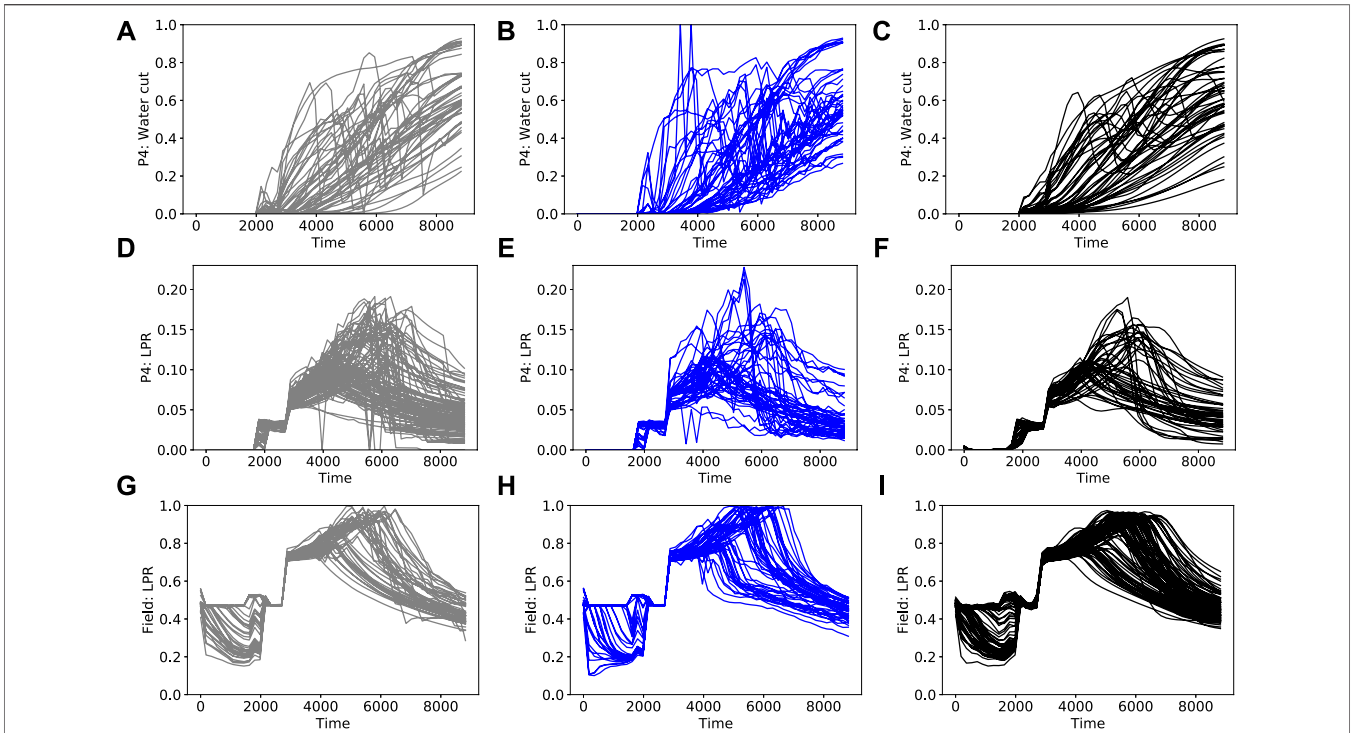 A B C
1.0 1.0 1.0
0.8 0.8 0.8
P4: Water cut P4: Water cut P4: Water cut
0.6 0.6 0.6
0.4 0.4 0.4
0.2 0.2 0.2
0.0 0.0 0.0
0 2000 4000 6000 8000 0 2000 4000 6000 8000 0 2000 4000 6000 8000
Time Time Time
D E F
0.20 0.20 0.20
0.15 0.15 0.15
P4: LPR P4: LPR P4: LPR
0.10 0.10 0.10
0.05 0.05 0.05
0.00 0.00 0.00
0 2000 4000 6000 8000 0 2000 4000 6000 8000 0 2000 4000 6000 8000
Time Time Time
G H I
1.0 1.0 1.0
0.8 0.8 0.8
Field: LPR Field: LPR Field: LPR
0.6 0.6 0.6
0.4 0.4 0.4
0.2 0.2 0.2
0.0 0.0 0.0
0 2000 4000 6000 8000 0 2000 4000 6000 8000 0 2000 4000 6000 8000
Time Time Time